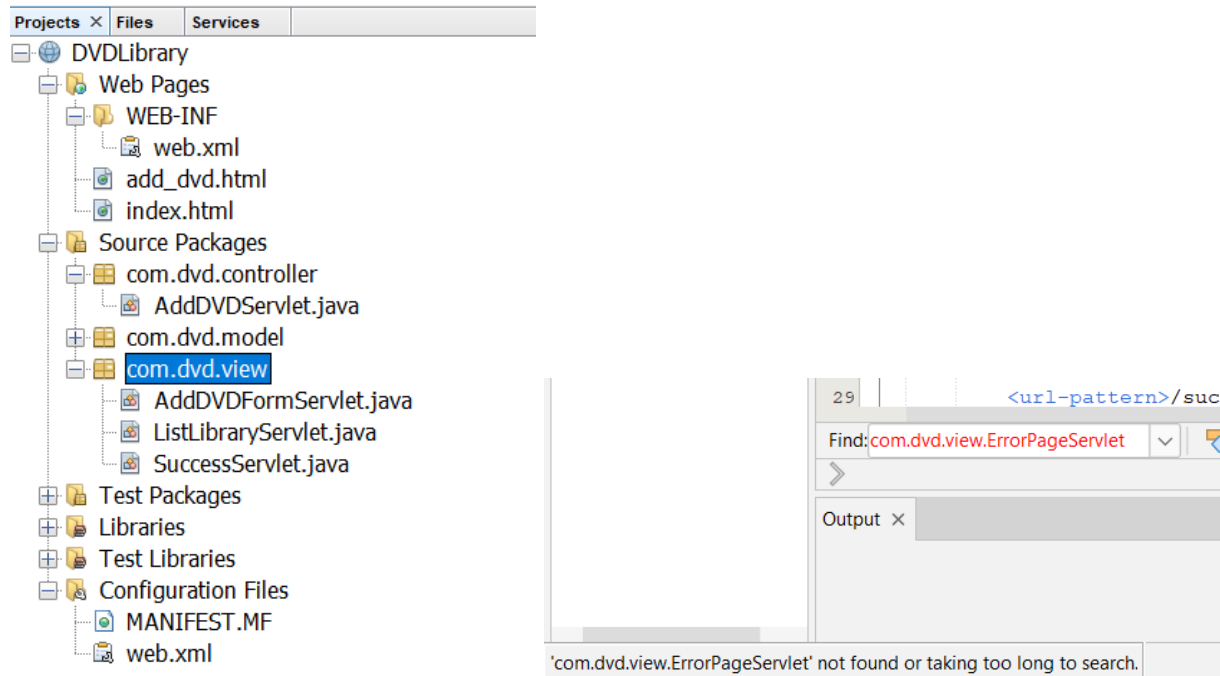 Projects Files Services
DVDLibrary
Web Pages
WEB-INF
web.xml
add_dvd.html
index.html
Source Packages
com.dvd.controller
AddDVDServlet.java
com.dvd.model
com.dvd.view
AddDVDFormServlet.java
ListLibraryServlet.java
SuccessServlet.java
Test Packages
Libraries
Test Libraries
Configuration Files
MANIFEST.MF
web.xml
29 <url-pattern>/suc
Find: com.dvd.view.ErrorPageServlet
Output
'com.dvd.view.ErrorPageServlet' not found or taking too long to search.